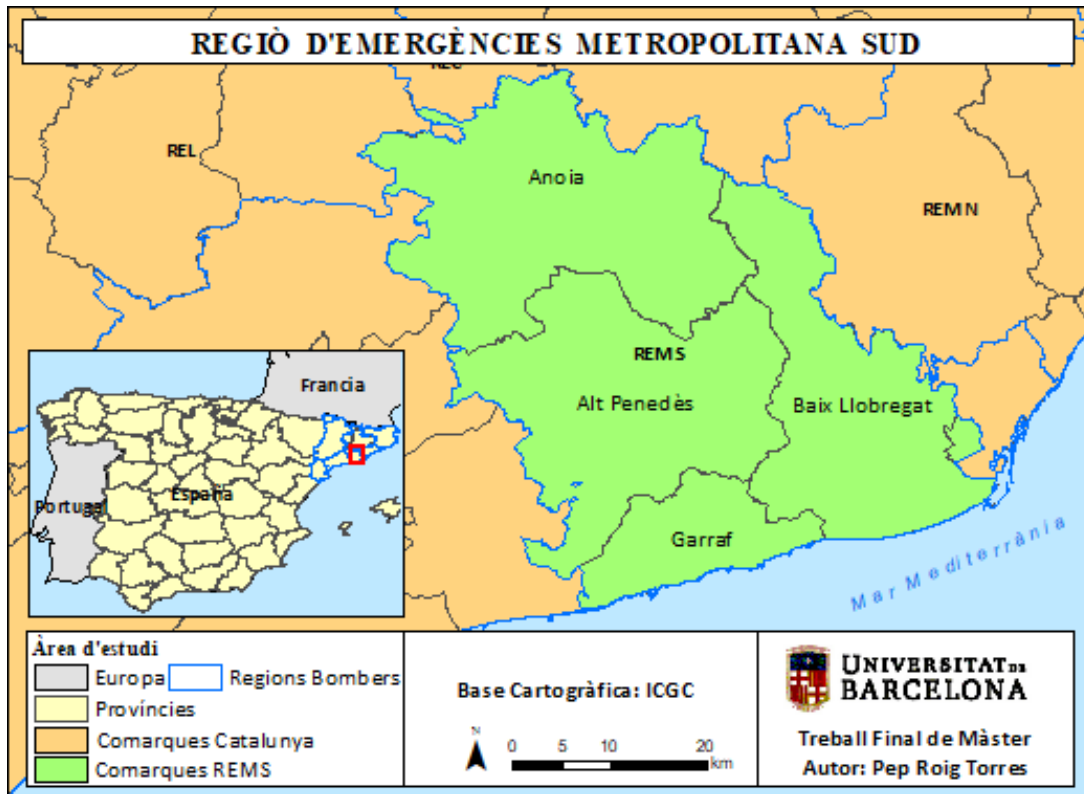 REGIÒ D'EMERGÈNCIES METROPOLITANA SUD
REC
REL
Anoia
REMN
REMS
Alt Penedès
Baix Llobregat
Garraf
Mar Mediterrània
Francia
España
Portugal
Àrea d'estudi
Europa
Regions Bombers
Províncies
Comarques Catalunya
Comarques REMS
Base Cartogràfica: ICGC
N
0 5 10 20
km
UNIVERSITAT DE
BARCELONA
Treball Final de Màster
Autor: Pep Roig Torres